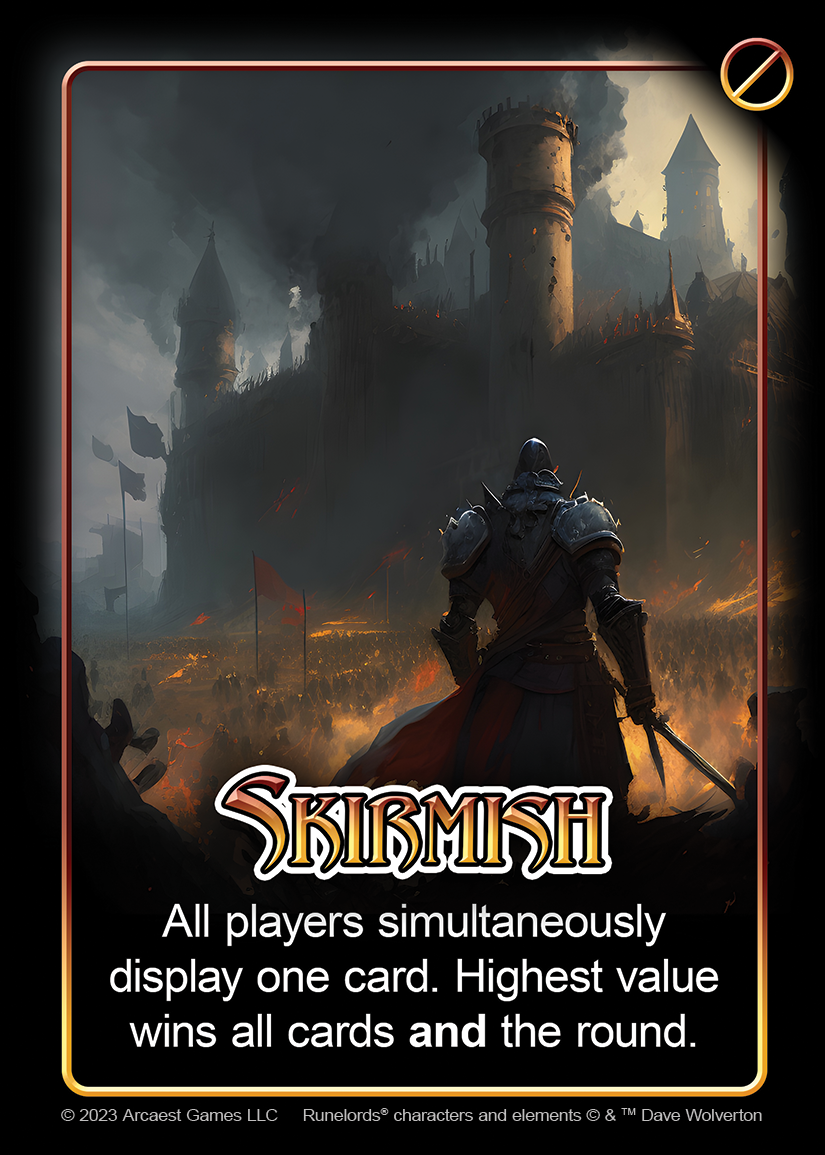 SKIRMISH
All players simultaneously
display one card. Highest value
wins all cards and the round.
© 2023 Arcaest Games LLC Runelords® characters and elements © & ™ Dave Wolverton